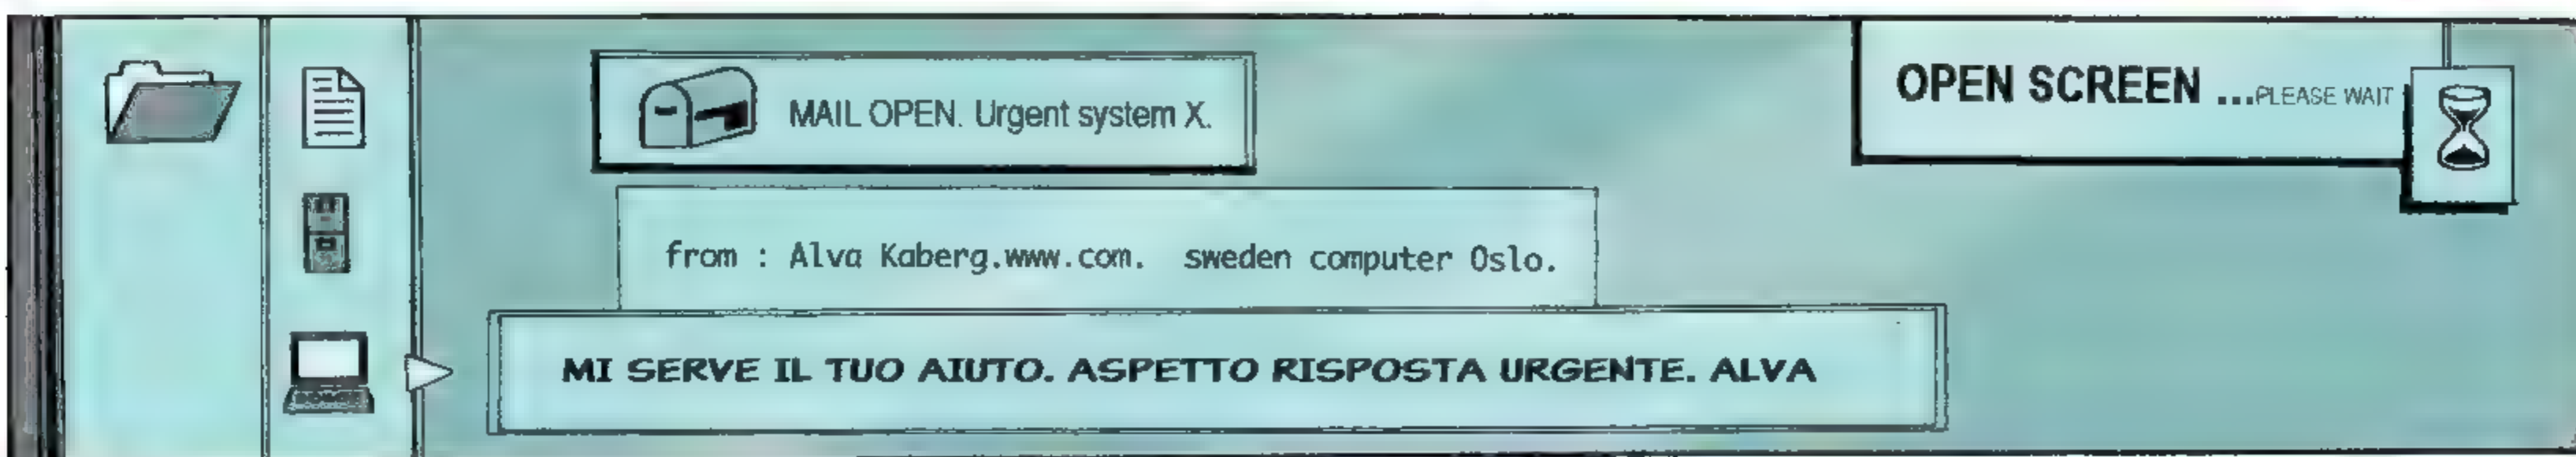 MAIL OPEN. Urgent system X.
OPEN SCREEN ...PLEASE WAIT
from : Alva Kaberg.www.com. sweden computer Oslo.
MI SERVE IL TUO AIUTO. ASPETTO RISPOSTA URGENTE. ALVA